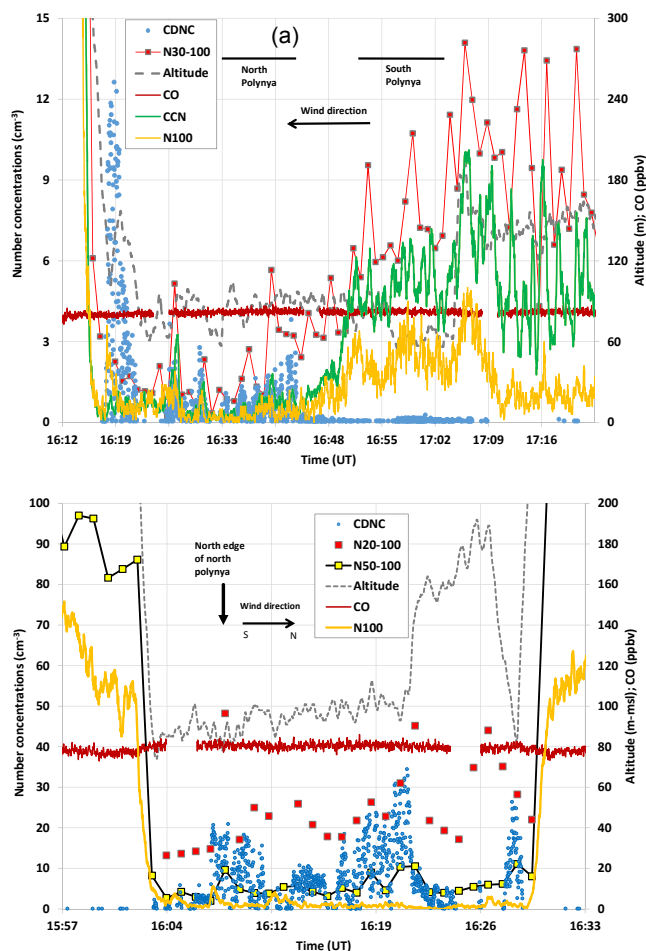 (a)
CDNC
N30-100
Altitude
CO
CCN
N100
North
Polynya
South
Polynya
Wind direction
Number concentrations (cm-3)
15
12
9
6
3
0
Altitude (m); CO (ppbv)
300
240
180
120
60
0
16:12 16:19 16:26 16:33 16:40 16:48 16:55 17:02 17:09 17:16
Time (UT)
CDNC
N20-100
N50-100
Altitude
CO
N100
North edge
of north
polynya
Wind direction
S N
Number concentrations (cm-3)
100
90
80
70
60
50
40
30
20
10
0
Altitude (m-msl); CO (ppbv)
200
180
160
140
120
100
80
60
40
20
0
15:57 16:04 16:12 16:19 16:26 16:33
Time (UT)